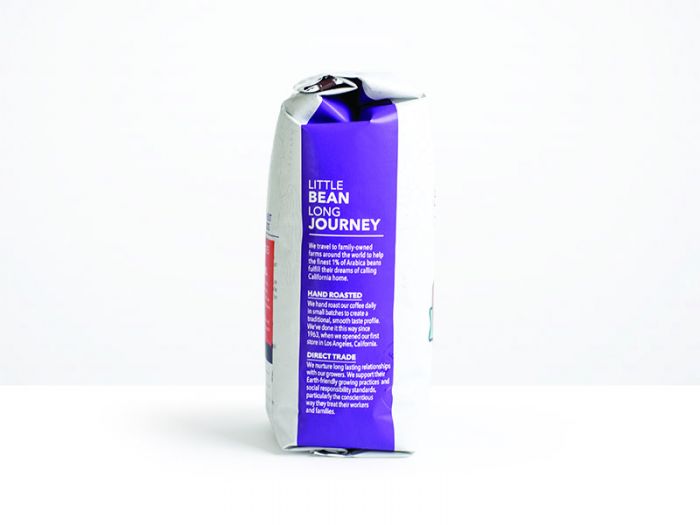 LITTLE
BEAN
LONG
JOURNEY
We travel to family-owned
farms around the world to help
the finest 1% of Arabica beans
fulfill their dreams of calling
California home.
HAND ROASTED
We hand roast our coffee daily
in small batches to create a
traditional, smooth taste profile.
We've done it this way since
1963, when we opened our first
store in Los Angeles, California.
DIRECT TRADE
We nurture long lasting relationships
with our growers. We support their
Earth-friendly growing practices and
social responsibility standards,
particularly the conscientious
way they treat their workers
and families.